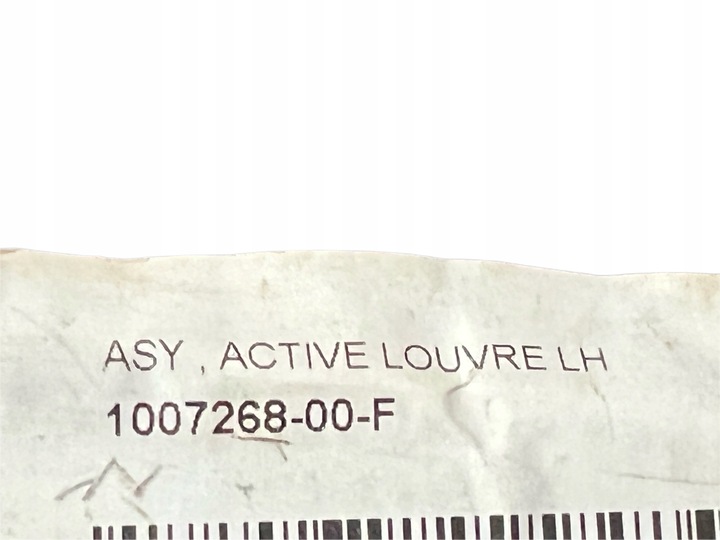 ASY , ACTIVE LOUVRE LH
1007268-00-F